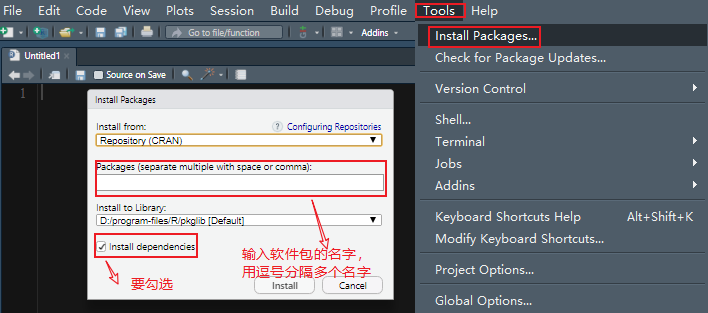 File Edit Code View Plots Session Build Debug Profile Tools Help
Go to file/function
Addins
Untitled1
Source on Save
1
Install Packages
Install from:
Configuring Repositories
Repository (CRAN)
Packages (separate multiple with space or comma):
Install to Library:
D:/program-files/R/pkglib [Default]
Install dependencies
要勾选
输入软件包的名字，
用逗号分隔多个名字
Install
Cancel
Install Packages...
Check for Package Updates...
Version Control
Shell...
Terminal
Jobs
Addins
Keyboard Shortcuts Help Alt+Shift+K
Modify Keyboard Shortcuts...
Project Options...
Global Options...